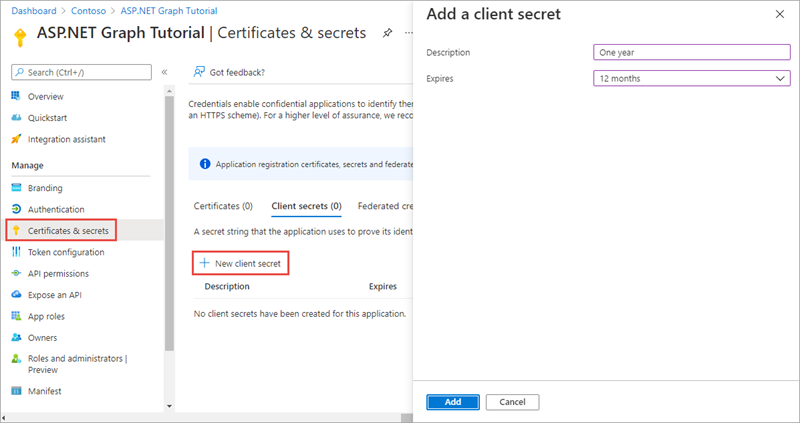 Dashboard > Contoso > ASP.NET Graph Tutorial
ASP.NET Graph Tutorial | Certificates & secrets
Search (Ctrl+/)
Overview
Quickstart
Integration assistant
Manage
Branding
Authentication
Certificates & secrets
Token configuration
API permissions
Expose an API
App roles
Owners
Roles and administrators |
Preview
Manifest
Got feedback?
Credentials enable confidential applications to identify
an HTTPS scheme). For a higher level of assurance, we
Application registration certificates, secrets and
Certificates (0) Client secrets (0) Federated
A secret string that the application uses to prove its
New client secret
Description Expires
No client secrets have been created for this application.
Add a client secret
Description One year
Expires 12 months
Add Cancel